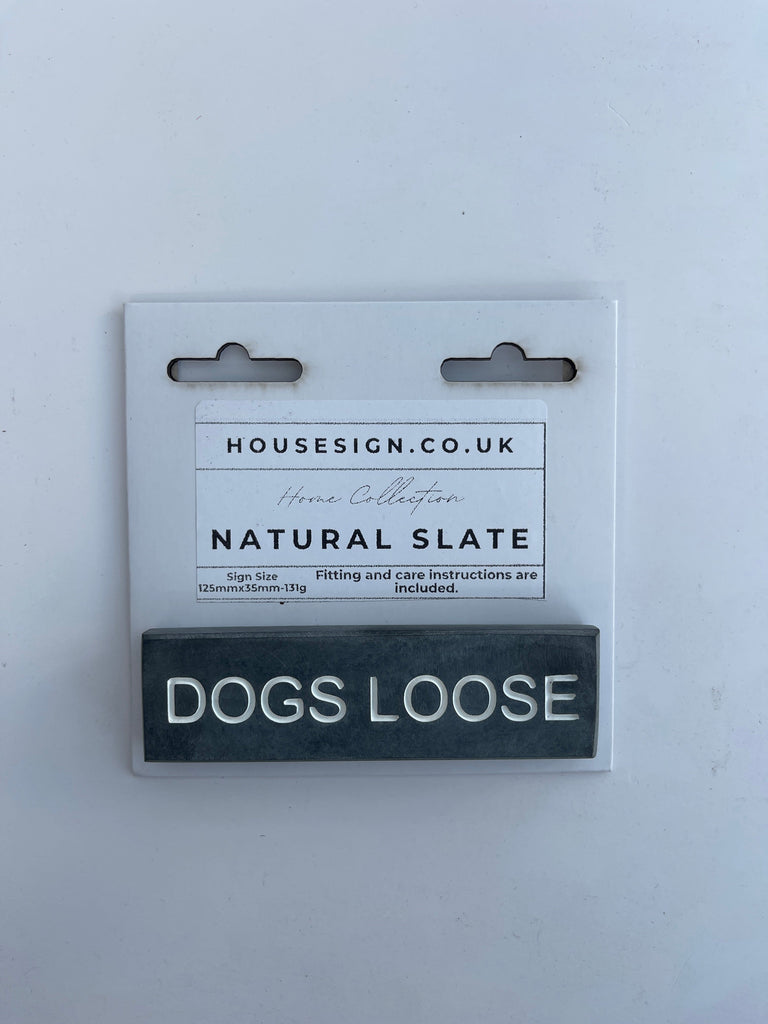 HOUSESIGN.CO.UK
Home Collection
NATURAL SLATE
Sign Size
125mmx35mm-131g
Fitting and care instructions are
included.
DOGS LOOSE